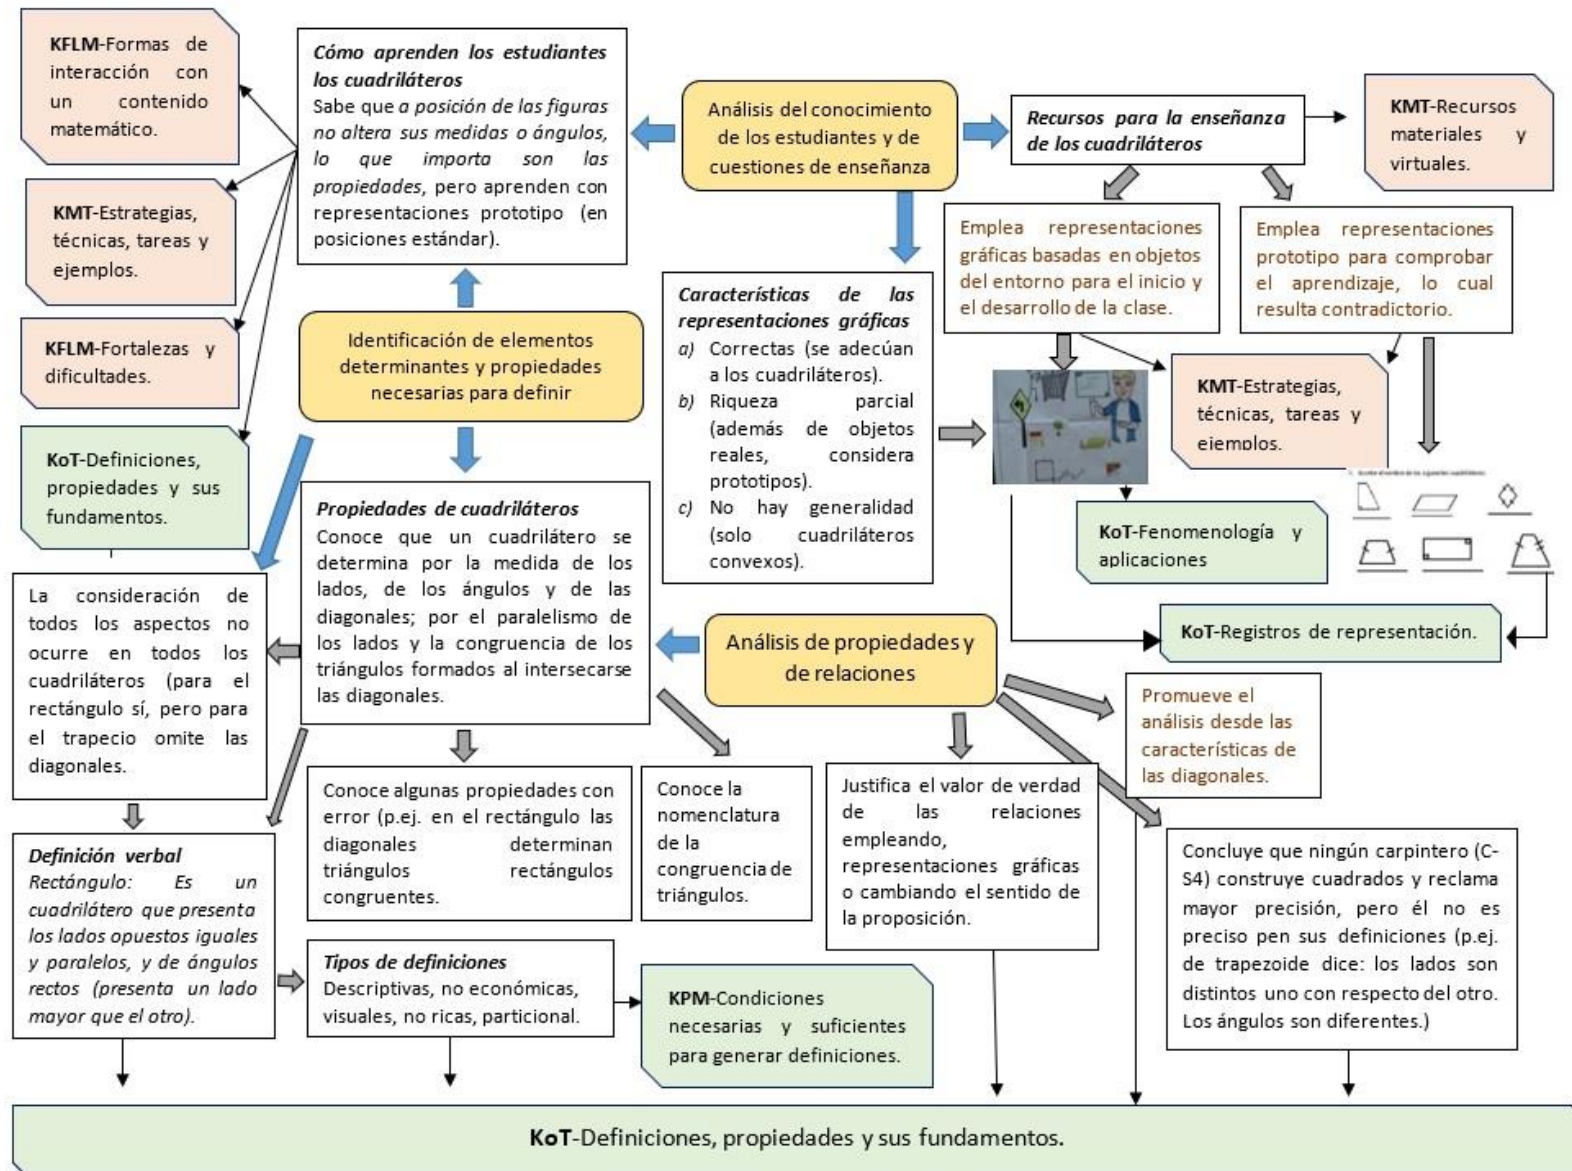 KFLM-Formas de
interacción con
un contenido
matemático.
Cómo aprenden los estudiantes
los cuadriláteros
Sabe que a posición de las figuras
no altera sus medidas o ángulos,
lo que importa son las
propiedades, pero aprenden con
representaciones prototipo (en
posiciones estándar).
Análisis del conocimiento
de los estudiantes y de
cuestiones de enseñanza
Recursos para la enseñanza
de los cuadriláteros
KMT-Recursos
materiales y
virtuales.
KMT-Estrategias,
técnicas, tareas y
ejemplos.
KFLM-Fortalezas y
dificultades.
KoT-Definiciones,
propiedades y sus
fundamentos.
Identificación de elementos
determinantes y propiedades
necesarias para definir
Características de las
representaciones gráficas
a) Correctas (se adecúan
a los cuadriláteros).
b) Riqueza parcial
(además de objetos
reales, considera
prototipos).
c) No hay generalidad
(solo cuadriláteros
convexos).
Emplea representaciones
gráficas basadas en objetos
del entorno para el inicio y
el desarrollo de la clase.
Emplea representaciones
prototipo para comprobar
el aprendizaje, lo cual
resulta contradictorio.
KMT-Estrategias,
técnicas, tareas y
ejemplos.
KoT-Fenomenología y
aplicaciones
KoT-Registros de representación.
Propiedades de cuadriláteros
Conoce que un cuadrilátero se
determina por la medida de los
lados, de los ángulos y de las
diagonales; por el paralelismo de
los lados y la congruencia de los
triángulos formados al intersecarse
las diagonales.
La consideración de
todos los aspectos no
ocurre en todos los
cuadriláteros (para el
rectángulo sí, pero para
el trapecio omite las
diagonales.
Análisis de propiedades y
de relaciones
Promueve el
análisis desde las
características de
las diagonales.
Definición verbal
Rectángulo: Es un
cuadrilátero que presenta
los lados opuestos iguales
y paralelos, y de ángulos
rectos (presenta un lado
mayor que el otro).
Conoce algunas propiedades con
error (p.ej. en el rectángulo las
diagonales determinan
triángulos rectángulos
congruentes.
Conoce la
nomenclatura
de la
congruencia de
triángulos.
Justifica el valor de verdad
de las relaciones
empleando,
representaciones gráficas
o cambiando el sentido de
la proposición.
Concluye que ningún carpintero (C-
S4) construye cuadrados y reclama
mayor precisión, pero él no es
preciso pen sus definiciones (p.ej.
de trapezoide dice: los lados son
distintos uno con respecto del otro.
Los ángulos son diferentes.)
Tipos de definiciones
Descriptivas, no económicas,
visuales, no ricas, particional.
KPM-Condiciones
necesarias y suficientes
para generar definiciones.
KoT-Definiciones, propiedades y sus fundamentos.